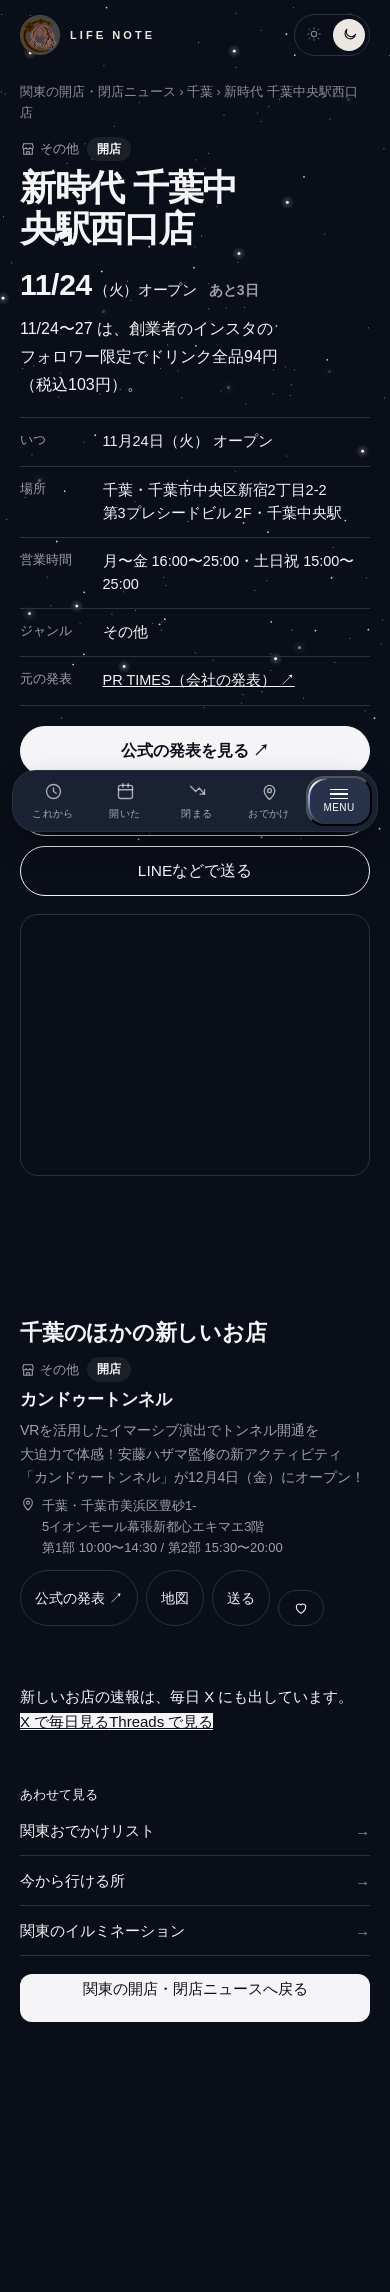 LIFE NOTE
関東の開店・閉店ニュース › 千葉 › 新時代 千葉中央駅西口
店
その他 開店
新時代 千葉中
央駅西口店
11/24（火）オープン あと3日
11/24〜27 は、創業者のインスタの
フォロワー限定でドリンク全品94円
（税込103円）。
いつ 11月24日（火） オープン
場所 千葉・千葉市中央区新宿2丁目2-2
第3プレシードビル 2F・千葉中央駅
営業時間 月〜金 16:00〜25:00・土日祝 15:00〜
25:00
ジャンル その他
元の発表 PR TIMES（会社の発表） ↗
公式の発表を見る ↗
これから 開いた 閉まる おでかけ MENU
LINEなどで送る
千葉のほかの新しいお店
その他 開店
カンドゥートンネル
VRを活用したイマーシブ演出でトンネル開通を
大迫力で体感！安藤ハザマ監修の新アクティビティ
「カンドゥートンネル」が12月4日（金）にオープン！
千葉・千葉市美浜区豊砂1-
5イオンモール幕張新都心エキマエ3階
第1部 10:00〜14:30 / 第2部 15:30〜20:00
公式の発表 ↗ 地図 送る
新しいお店の速報は、毎日 X にも出しています。
X で毎日見るThreads で見る
あわせて見る
関東おでかけリスト →
今から行ける所 →
関東のイルミネーション →
関東の開店・閉店ニュースへ戻る